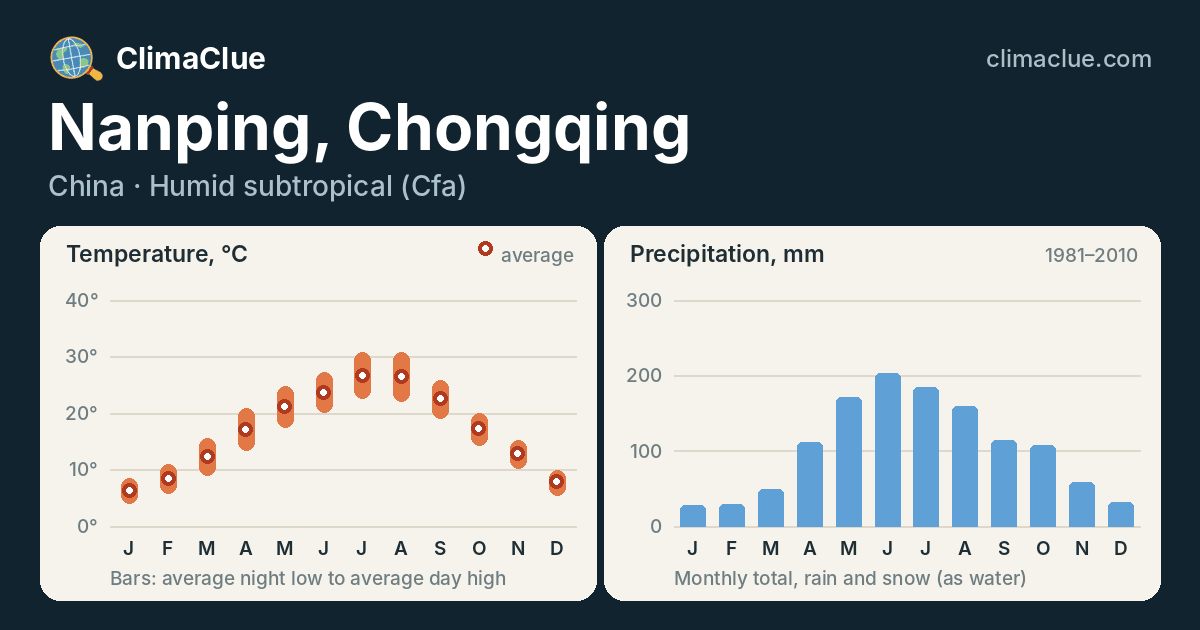 ClimaClue
climaclue.com
Nanping, Chongqing
China · Humid subtropical (Cfa)
Temperature, °C
average
40°
30°
20°
10°
0°
J F M A M J J A S O N D
Bars: average night low to average day high
Precipitation, mm
1981–2010
300
200
100
0
J F M A M J J A S O N D
Monthly total, rain and snow (as water)